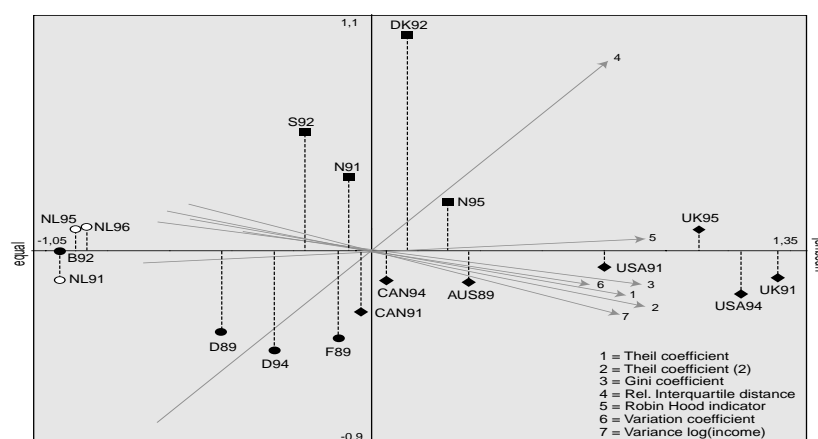 1,1
DK92
4
S92
N91
N95
NL95
NL96
UK95
5
equal
-1,05
1,35
B92
NL91
USA91
CAN94
AUS89
6
3
1
2
7
UK91
USA94
CAN91
D89
D94
F89
1 = Theil coefficient
2 = Theil coefficient (2)
3 = Gini coefficient
4 = Rel. Interquartile distance
5 = Robin Hood indicator
6 = Variation coefficient
7 = Variance log(income)
-0,9